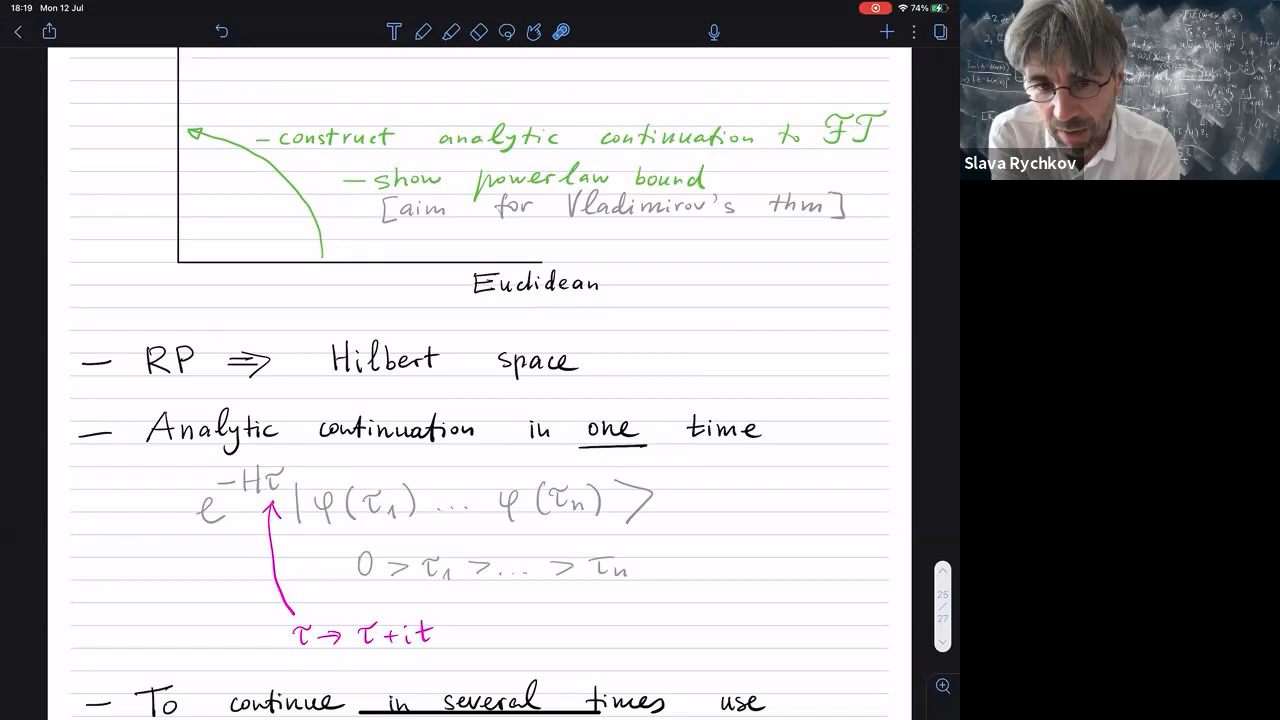 18:19 Mon 12 Jul
74%
– construct analytic continuation to FT
– show powerlaw bound
[aim for Vladimirov's thm]
Euclidean
– RP ⇒ Hilbert space
– Analytic continuation in one time
e^{-Hτ} |φ(τ₁) ... φ(τₙ)>
0 > τ₁ > ... > τₙ
τ → τ + it
– To continue in several times use
25 / 27
Slava Rychkov